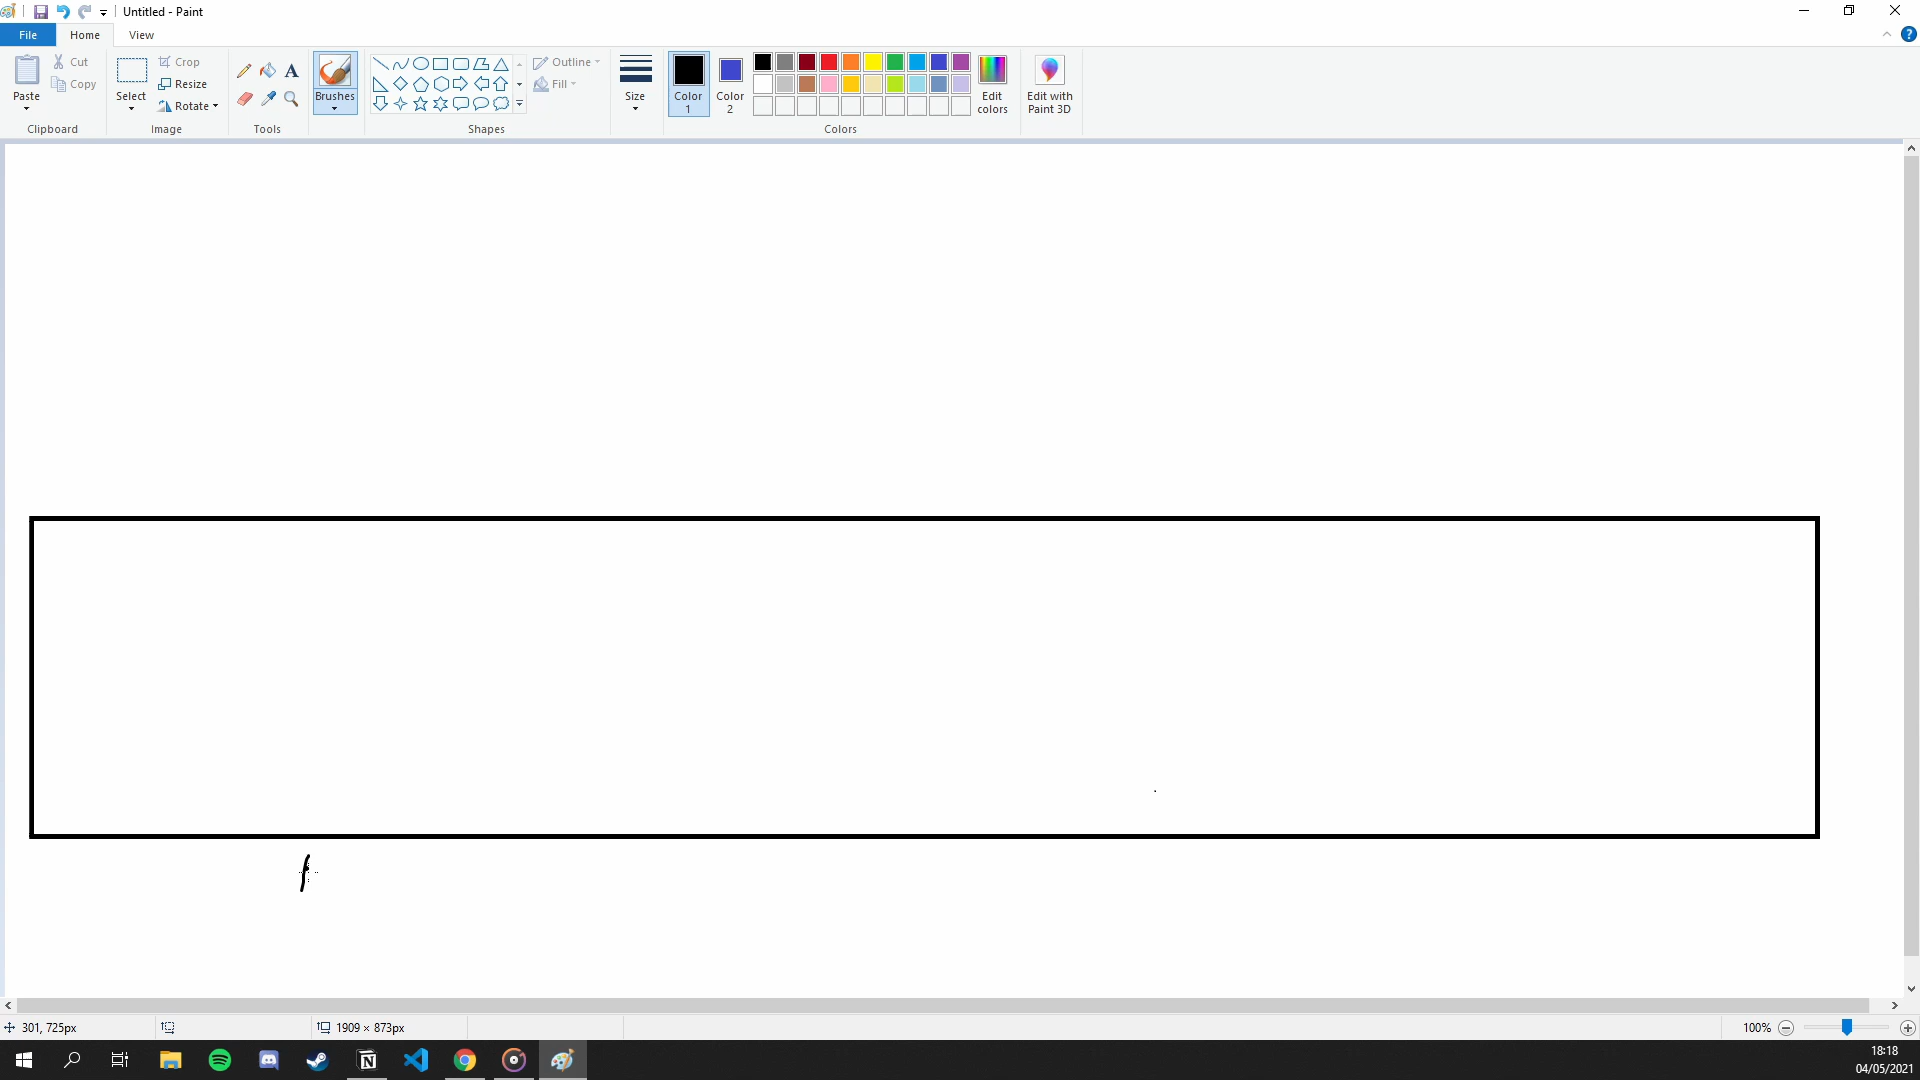 Untitled - Paint
File Home View
Paste Cut Copy Select Crop Resize Rotate Brushes Outline Fill Size Color 1 Color 2 Edit colors Edit with Paint 3D
Clipboard Image Tools Shapes Colors
301, 725px 1909 × 873px 100%
18:18
04/05/2021